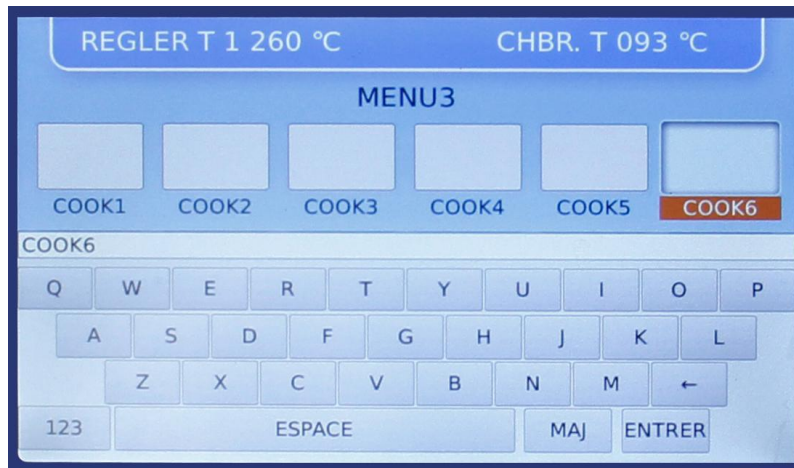 REGLER T 1 260 °C CHBR. T 093 °C
MENU3
COOK1 COOK2 COOK3 COOK4 COOK5 COOK6
COOK6
Q W E R T Y U I O P
A S D F G H J K L
Z X C V B N M ←
123 ESPACE MAJ ENTRER